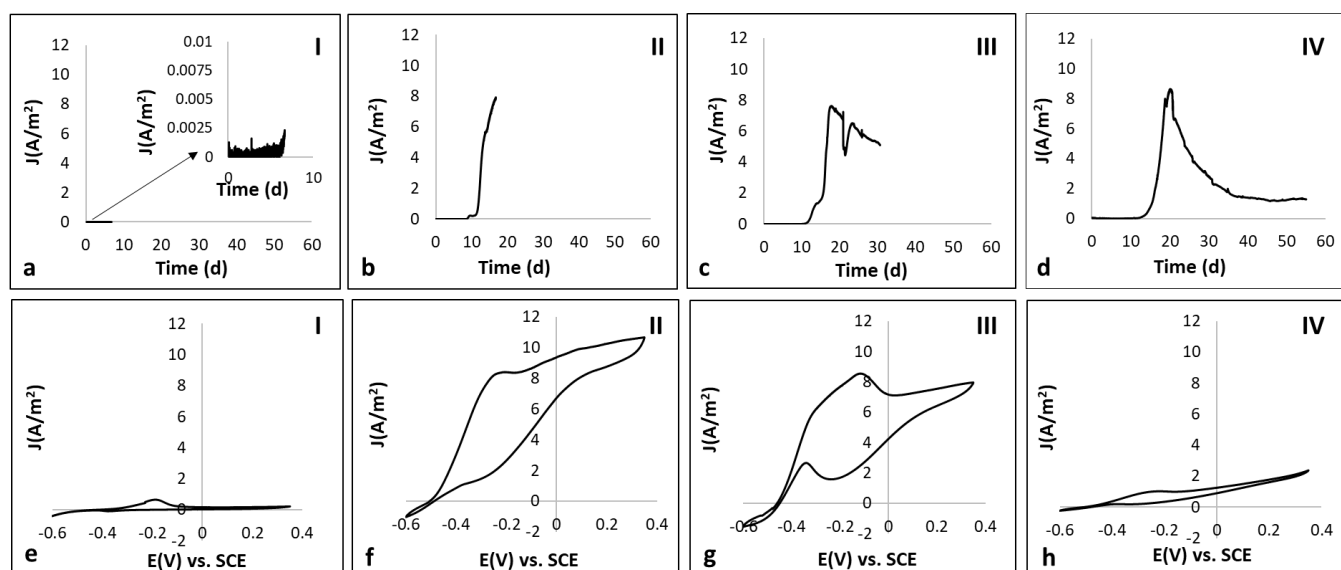 I
J(A/m²)
12
10
8
6
4
2
0
0 10 20 30 40 50 60
Time (d)
a
J(A/m²)
0.01
0.0075
0.005
0.0025
0
0 10
Time (d)
II
J(A/m²)
12
10
8
6
4
2
0
0 10 20 30 40 50 60
Time (d)
b
III
J(A/m²)
12
10
8
6
4
2
0
0 10 20 30 40 50 60
Time (d)
c
IV
J(A/m²)
12
10
8
6
4
2
0
0 10 20 30 40 50 60
Time (d)
d
I
J(A/m²)
12
10
8
6
4
2
0
-2
-0.6 -0.4 -0.2 0 0.2 0.4
E(V) vs. SCE
e
II
J(A/m²)
12
10
8
6
4
2
0
-2
-0.6 -0.4 -0.2 0 0.2 0.4
E(V) vs. SCE
f
III
J(A/m²)
12
10
8
6
4
2
0
-2
-0.6 -0.4 -0.2 0 0.2 0.4
E(V) vs. SCE
g
IV
J(A/m²)
12
10
8
6
4
2
0
-2
-0.6 -0.4 -0.2 0 0.2 0.4
E(V) vs. SCE
h